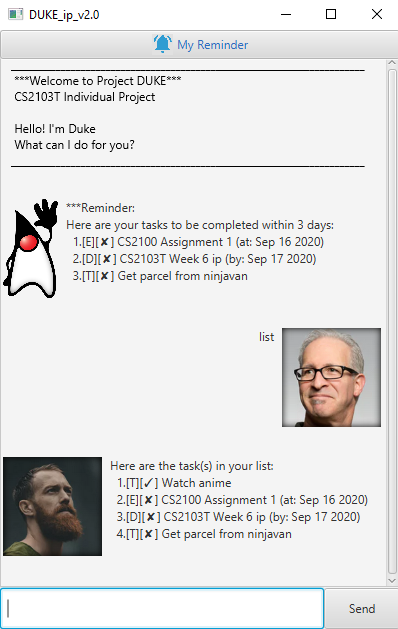 DUKE_ip_v2.0
My Reminder
***Welcome to Project DUKE***
CS2103T Individual Project
Hello! I'm Duke
What can I do for you?
***Reminder:
Here are your tasks to be completed within 3 days:
1.[E][✘] CS2100 Assignment 1 (at: Sep 16 2020)
2.[D][✘] CS2103T Week 6 ip (by: Sep 17 2020)
3.[T][✘] Get parcel from ninjavan
list
Here are the task(s) in your list:
1.[T][✓] Watch anime
2.[E][✘] CS2100 Assignment 1 (at: Sep 16 2020)
3.[D][✘] CS2103T Week 6 ip (by: Sep 17 2020)
4.[T][✘] Get parcel from ninjavan
Send